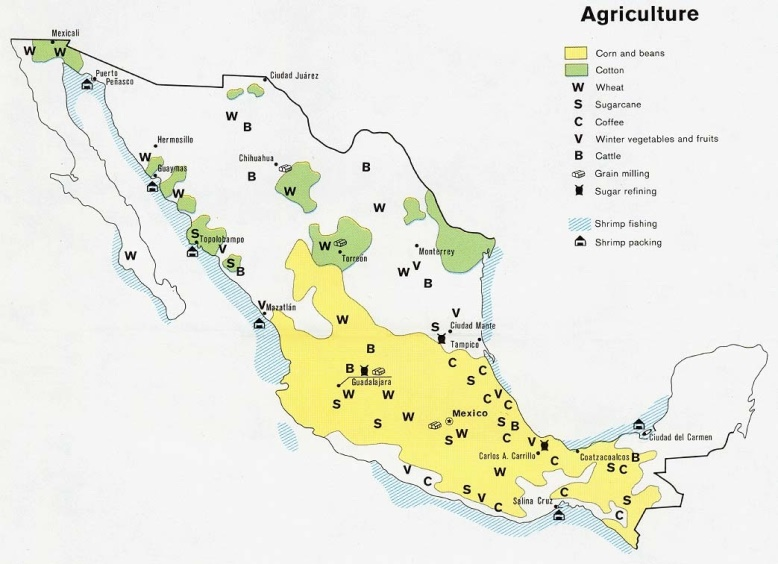 Agriculture
Corn and beans
Cotton
W Wheat
S Sugarcane
C Coffee
V Winter vegetables and fruits
B Cattle
Grain milling
Sugar refining
Shrimp fishing
Shrimp packing
Mexicali
W W
Puerto
Peñasco
Ciudad Juárez
W
B
Hermosillo
W
Guaymas
Chihuahua
B
B
W
W
W
S Topolobampo
V
S
B
W
W
Torreón
Monterrey
W V
B
V
Mazatlán
W
V
S
Ciudad Mante
Tampico
B
B
Guadalajara
C
S
C
W
W
S
W
S
Mexico
S W
C V
C
S B
C
V
Carlos A. Carrillo
C
Coatzacoalcos
B
S C
Ciudad del Carmen
V
C
W
S
V
C
Salina Cruz
C
S
C